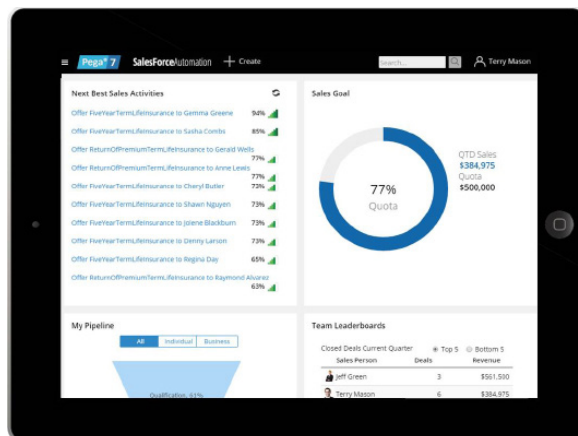 Pega® 7 SalesForceAutomation Create Search... Terry Mason
Next Best Sales Activities
Offer FiveYearTermLifeInsurance to Gemma Greene 94%
Offer FiveYearTermLifeInsurance to Sasha Combs 85%
Offer ReturnOfPremiumTermLifeInsurance to Gerald Wells
77%
Offer ReturnOfPremiumTermLifeInsurance to Anne Lewis
77%
Offer FiveYearTermLifeInsurance to Cheryl Butler 73%
Offer FiveYearTermLifeInsurance to Shawn Nguyen 73%
Offer FiveYearTermLifeInsurance to Jolene Blackburn 73%
Offer FiveYearTermLifeInsurance to Denny Larson 73%
Offer FiveYearTermLifeInsurance to Regina Day 65%
Offer ReturnOfPremiumTermLifeInsurance to Raymond Alvarez
63%
Sales Goal
77%
Quota
QTD Sales
$384,975
Quota
$500,000
My Pipeline
All Individual Business
Qualification, 61%
Team Leaderboards
Closed Deals Current Quarter Top 5 Bottom 5
Sales Person Deals Revenue
Jeff Green 3 $561,500
Terry Mason 6 $384,975